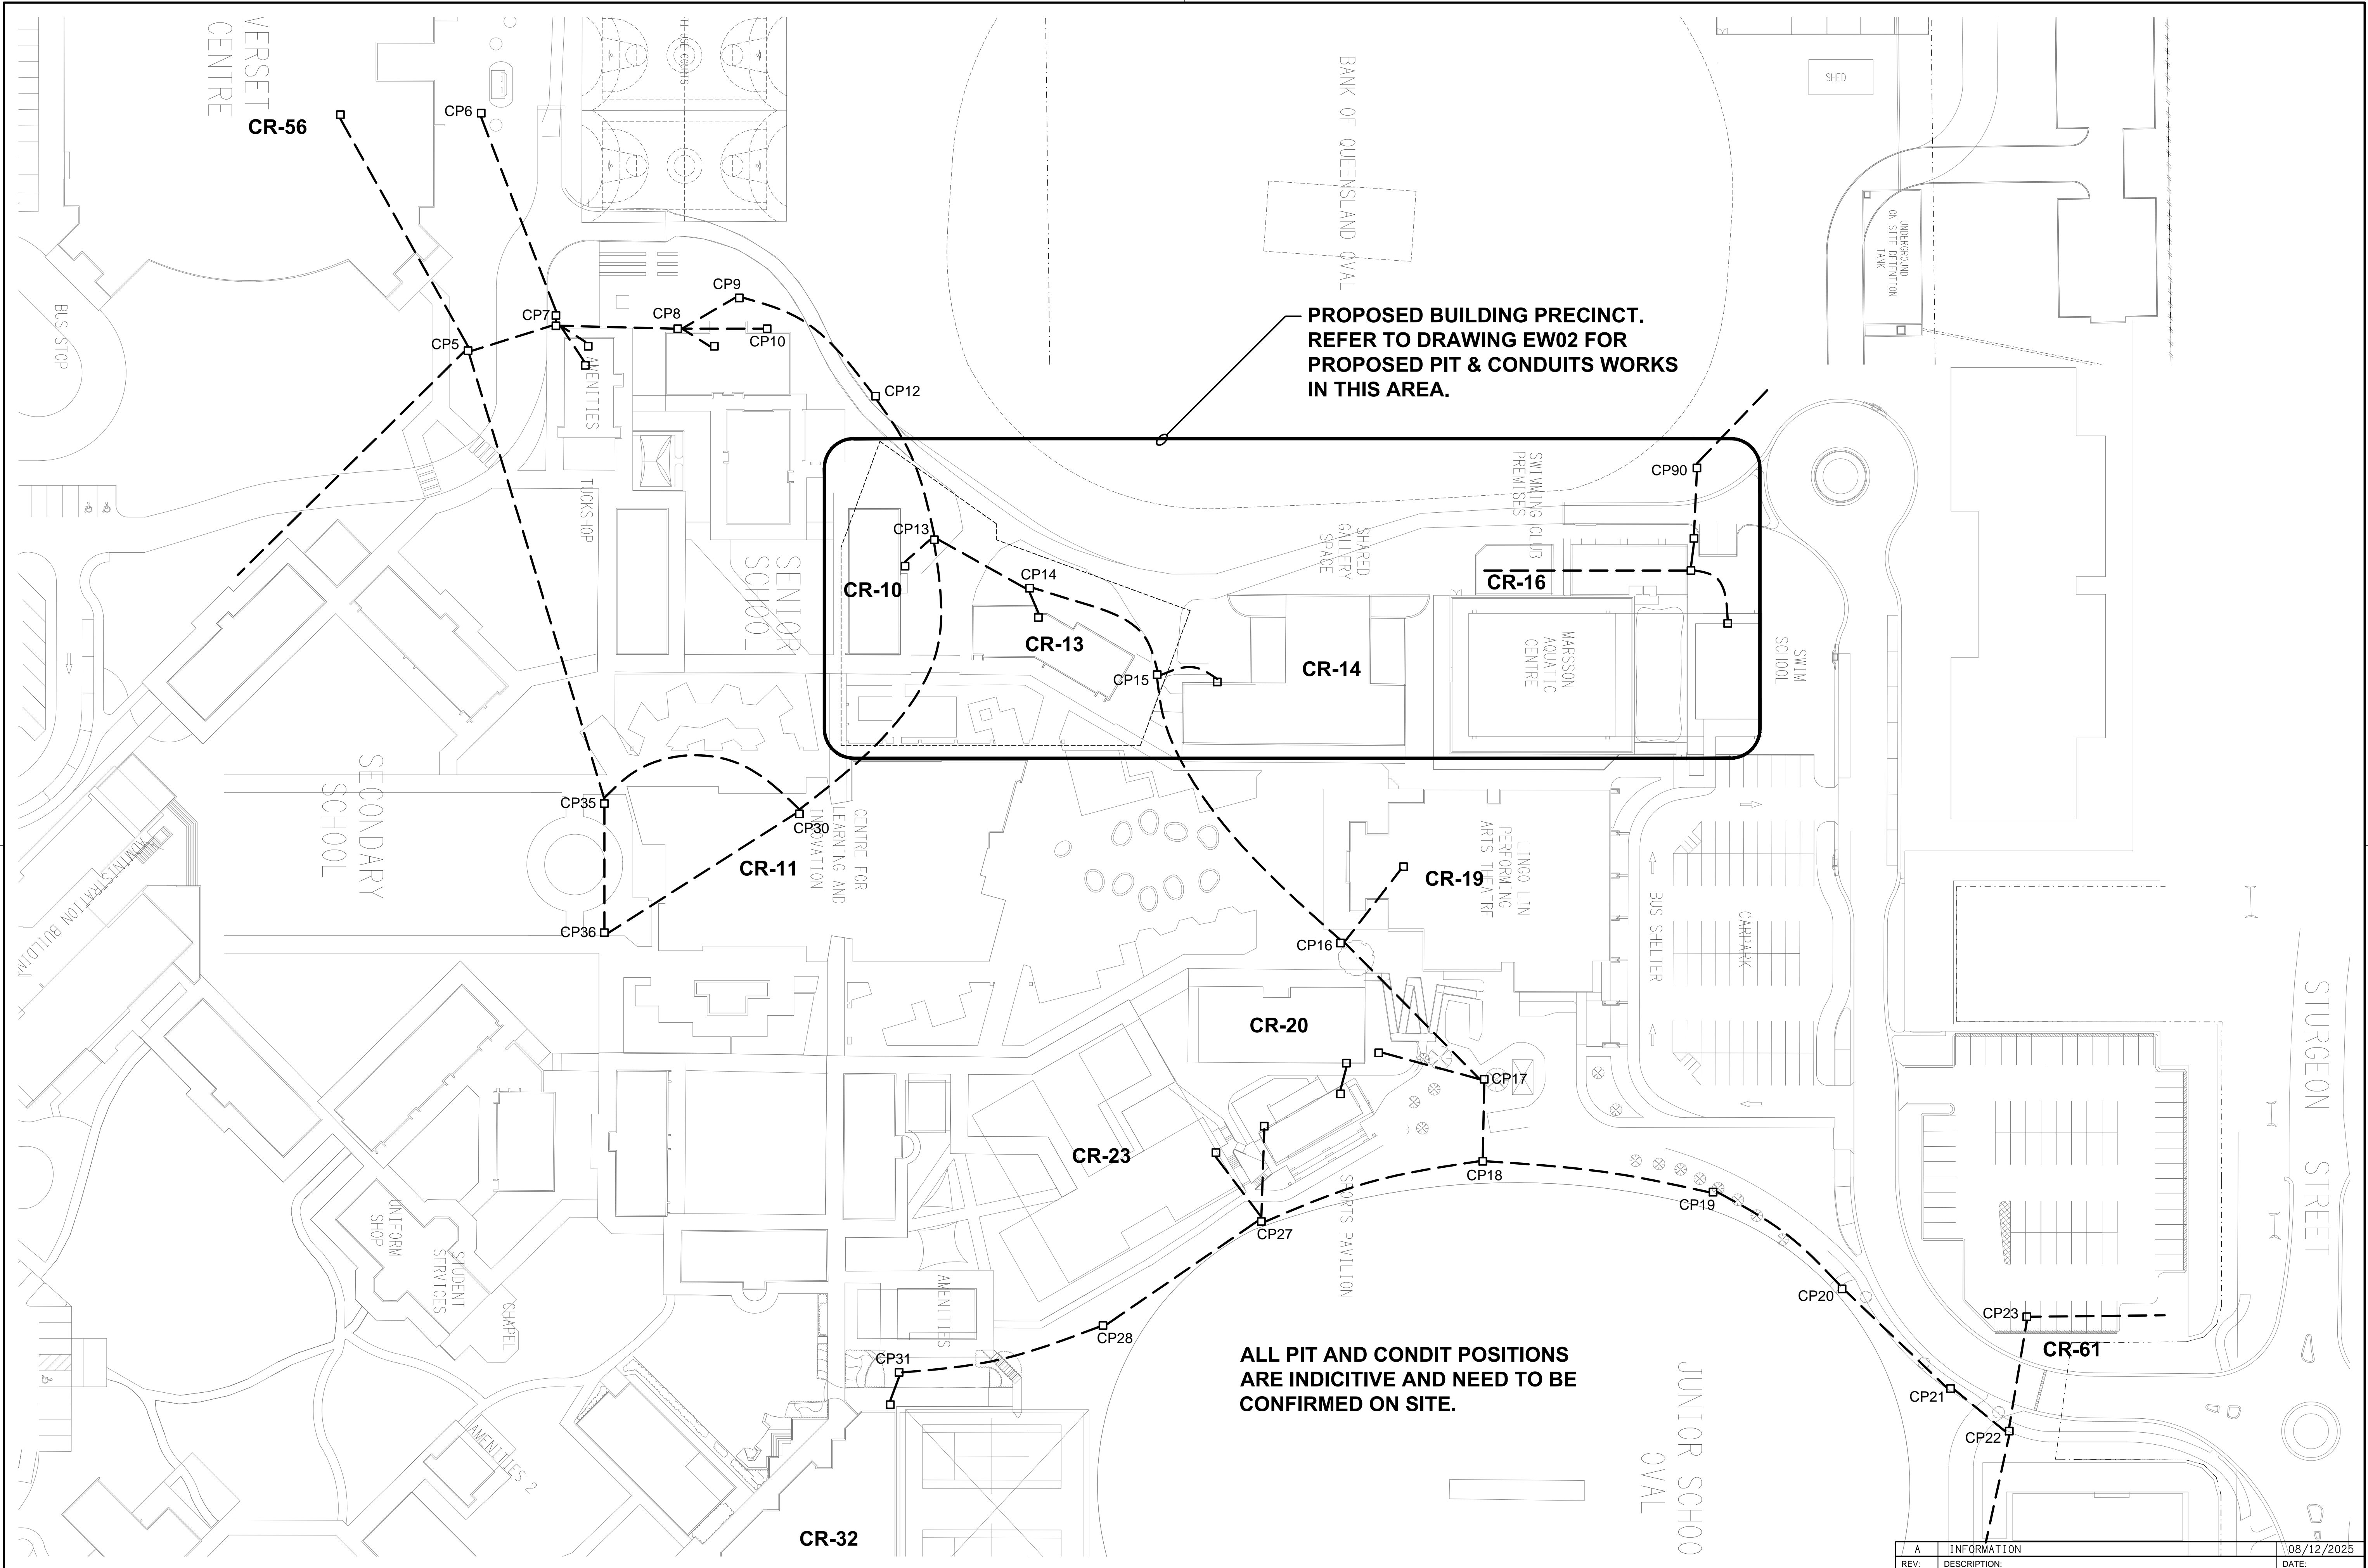 MERSET
CENTRE
CR-56
CP6
TI-USE COURTS
BANK OF QUEENSLAND OVAL
SHED
UNDERGROUND
ON SITE DETENTION
TANK
BUS STOP
CP5
CP7
CP8
CP9
CP10
AMENITIES
CP12
PROPOSED BUILDING PRECINCT.
REFER TO DRAWING EW02 FOR
PROPOSED PIT & CONDUITS WORKS
IN THIS AREA.
TUCKSHOP
SENIOR
SCHOOL
CP13
CR-10
CP14
CR-13
CP15
SHARED
GALLERY
SPACE
CR-14
SWIMMING CLUB
PREMISES
CR-16
CP90
MARSSON
AQUATIC
CENTRE
SWIM
SCHOOL
SECONDARY
SCHOOL
CP35
CP30
CR-11
CP36
CENTRE FOR
LEARNING AND
INNOVATION
ADMINISTRATION BUILDIN
LINGO LIN
PERFORMING
ARTS THEATRE
CR-19
CP16
BUS SHELTER
CARPARK
STURGEON STREET
CR-20
CP17
CR-23
CP18
CP19
CP27
SPORTS PAVILION
CP20
CP23
CR-61
UNIFORM
SHOP
STUDENT
SERVICES
CHAPEL
AMENITIES
CP28
CP31
CP21
CP22
ALL PIT AND CONDIT POSITIONS
ARE INDICITIVE AND NEED TO BE
CONFIRMED ON SITE.
JUNIOR SCHOO
OVAL
AMENITIES 2
CR-32
A INFORMATION 08/12/2025
REV: DESCRIPTION: DATE: